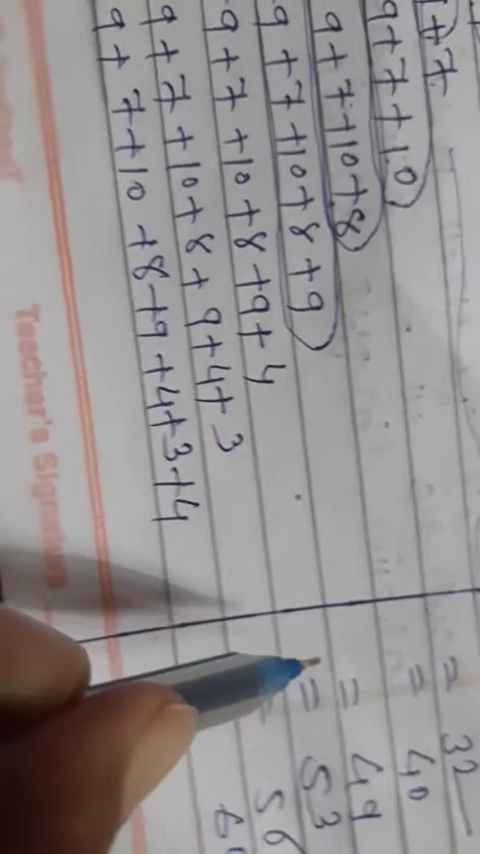 +7
9+7+10 = 32
9+7+10+8 = 40
9+7+10+8+9 = 49
9+7+10+8+9+4 = 53
9+7+10+8+9+4+3 = 56
9+7+10+8+9+4+3+4
Teacher's Signature